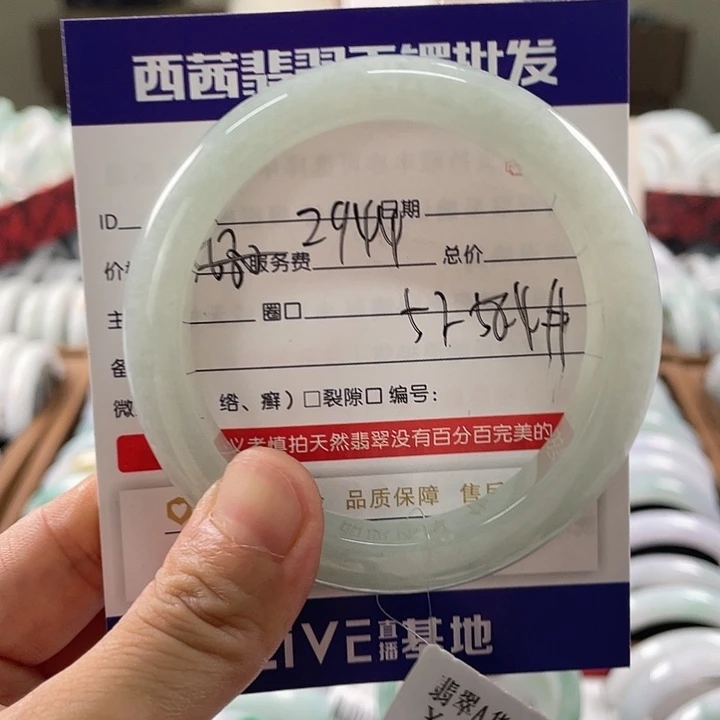 西茜翡翠手镯批发
ID
2944 日期
价 服务费 总价
主 圈口
备
微 绺、癣）□裂隙□ 编号：
义者慎拍天然翡翠没有百分百完美的
品质保障 售后
LIVE直播基地
翡翠A货